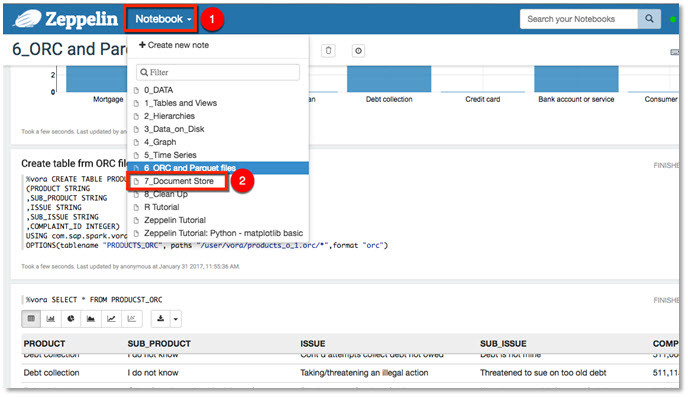 Zeppelin Notebook 1 Search your Notebooks
6_ORC and Parq
+ Create new note
Filter
0_DATA
1_Tables and Views
2_Hierarchies
3_Data_on_Disk
4_Graph
5_Time Series
6_ORC and Parquet files
7_Document Store 2
8_Clean Up
R Tutorial
Zeppelin Tutorial
Zeppelin Tutorial: Python - matplotlib basic
2
0
Mortgage an Debt collection Credit card Bank account or service Consumer
Took a few seconds. Last updated by an
Create table frm ORC fil FINISHE
%vora CREATE TABLE PRODU
(PRODUCT STRING
,SUB_PRODUCT STRING
,ISSUE STRING
,SUB_ISSUE STRING
,COMPLAINT_ID INTEGER)
USING com.sap.spark.vora
OPTIONS(tablename "PRODUCTS_ORC", paths "/user/vora/products_o_1.orc/*",format "orc")
Took a few seconds. Last updated by anonymous at January 31 2017, 11:55:36 AM.
%vora SELECT * FROM PRODUCST_ORC FINISHE
PRODUCT SUB_PRODUCT ISSUE SUB_ISSUE COMP
Debt collection I do not know Cont'd attempts collect debt not owed Debt is not mine
Debt collection I do not know Taking/threatening an illegal action Threatened to sue on too old debt 511,11